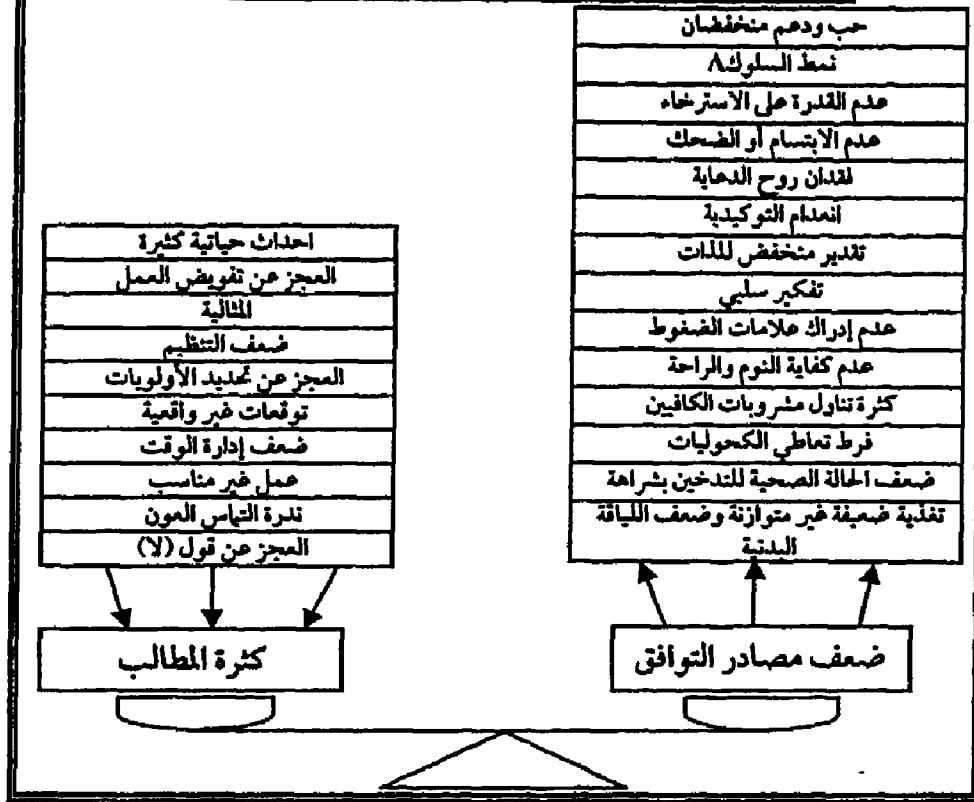 حب ودعم منخفضان
نمط السلوك A
عدم القدرة على الاسترخاء
عدم الابتسام أو الضحك
فقدان روح الدعابة
انعدام التوكيدية
تقدير منخفض للذات
تفكير سلبي
عدم إدراك علامات الضغوط
عدم كفاية النوم والراحة
كثرة تناول مشروبات الكافيين
فرط تعاطي الكحوليات
ضعف الحالة الصحية للتدخين بشراهة
تغذية ضعيفة غير متوازنة وضعف اللياقة
البدنية
ضعف مصادر التوافق
احداث حياتية كثيرة
العجز عن تفويض العمل
المثالية
ضعف التنظيم
العجز عن تحديد الأولويات
توقعات غير واقعية
ضعف إدارة الوقت
عمل غير مناسب
ندرة التماس العون
العجز عن قول (لا)
كثرة المطالب